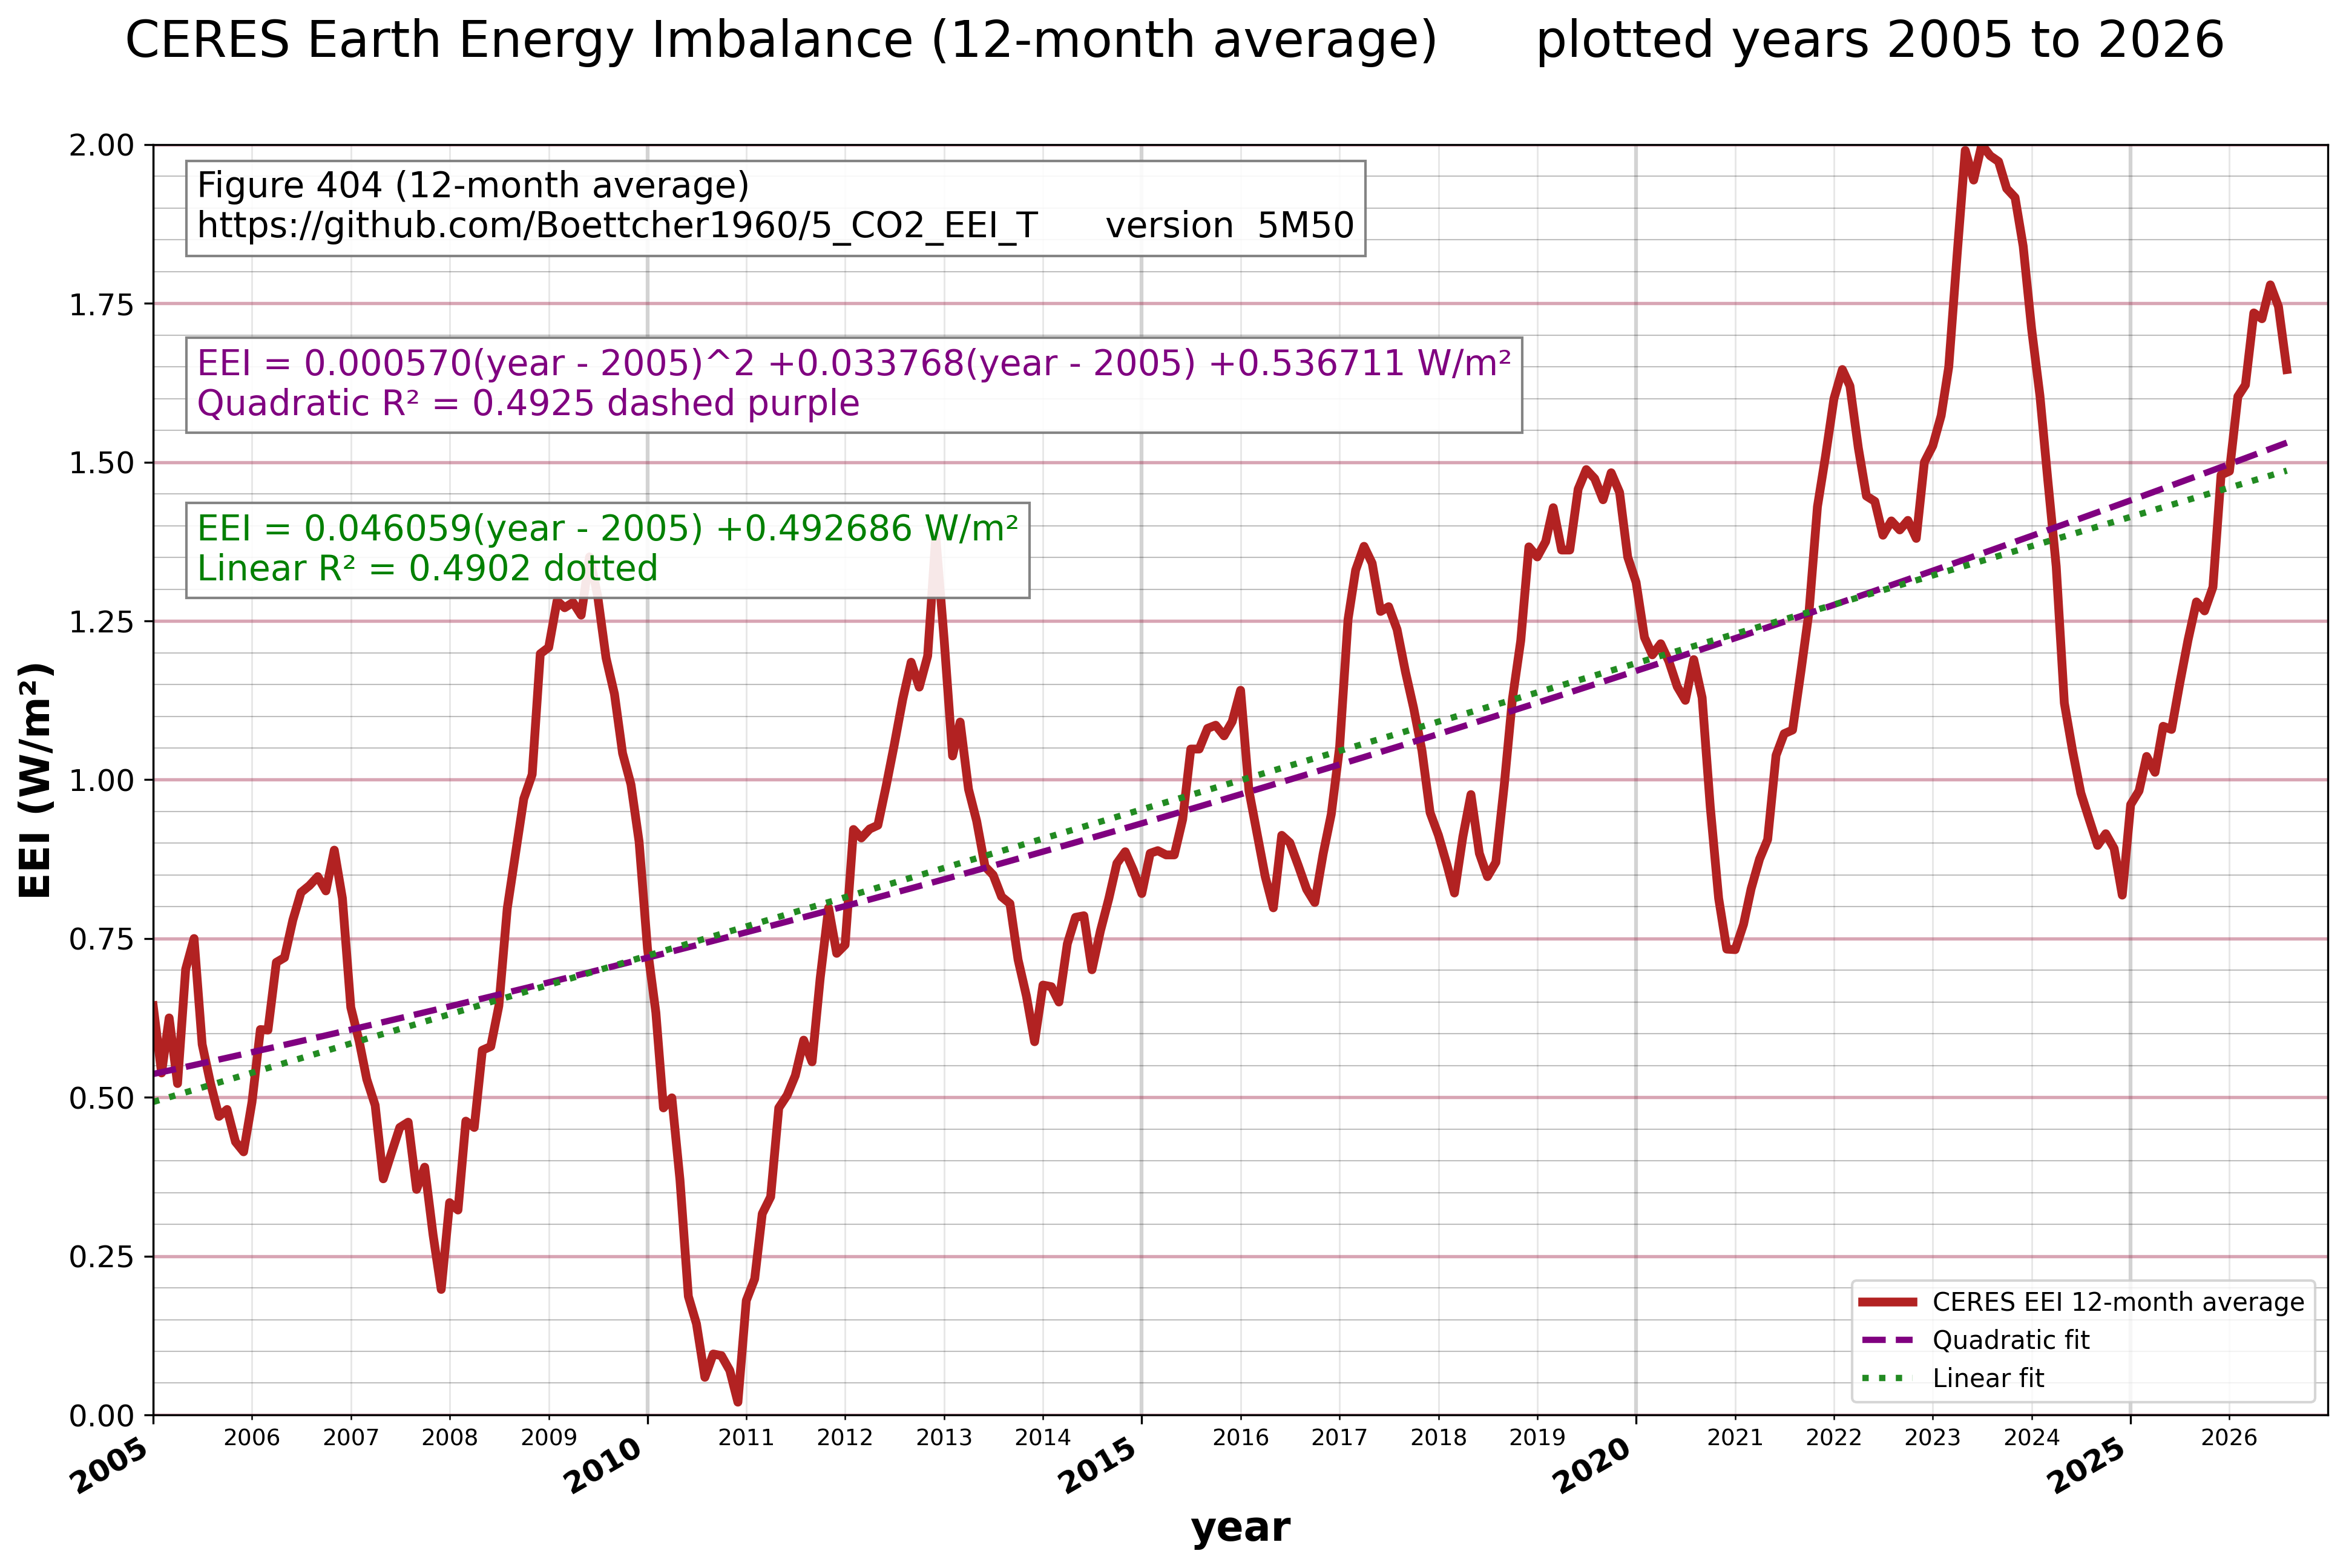 CERES Earth Energy Imbalance (12-month average)      plotted years 2005 to 2026
Figure 404 (12-month average)
https://github.com/Boettcher1960/5_CO2_EEI_T      version  5M50
EEI = 0.000570(year - 2005)^2 +0.033768(year - 2005) +0.536711 W/m²
Quadratic R² = 0.4925 dashed purple
EEI = 0.046059(year - 2005) +0.492686 W/m²
Linear R² = 0.4902 dotted
EEI (W/m²)
2.00
1.75
1.50
1.25
1.00
0.75
0.50
0.25
0.00
CERES EEI 12-month average
Quadratic fit
Linear fit
2005 2006 2007 2008 2009 2010 2011 2012 2013 2014 2015 2016 2017 2018 2019 2020 2021 2022 2023 2024 2025 2026
year